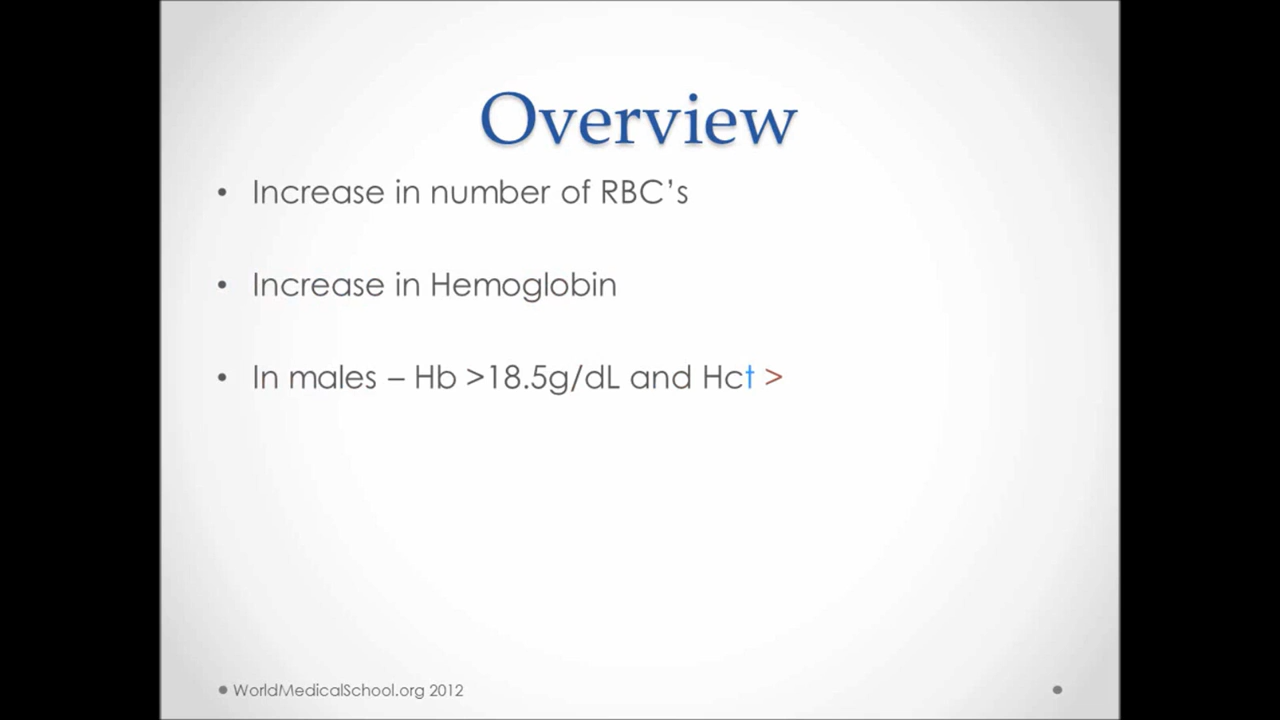 Overview
• Increase in number of RBC’s
• Increase in Hemoglobin
• In males – Hb >18.5g/dL and Hct >
WorldMedicalSchool.org 2012